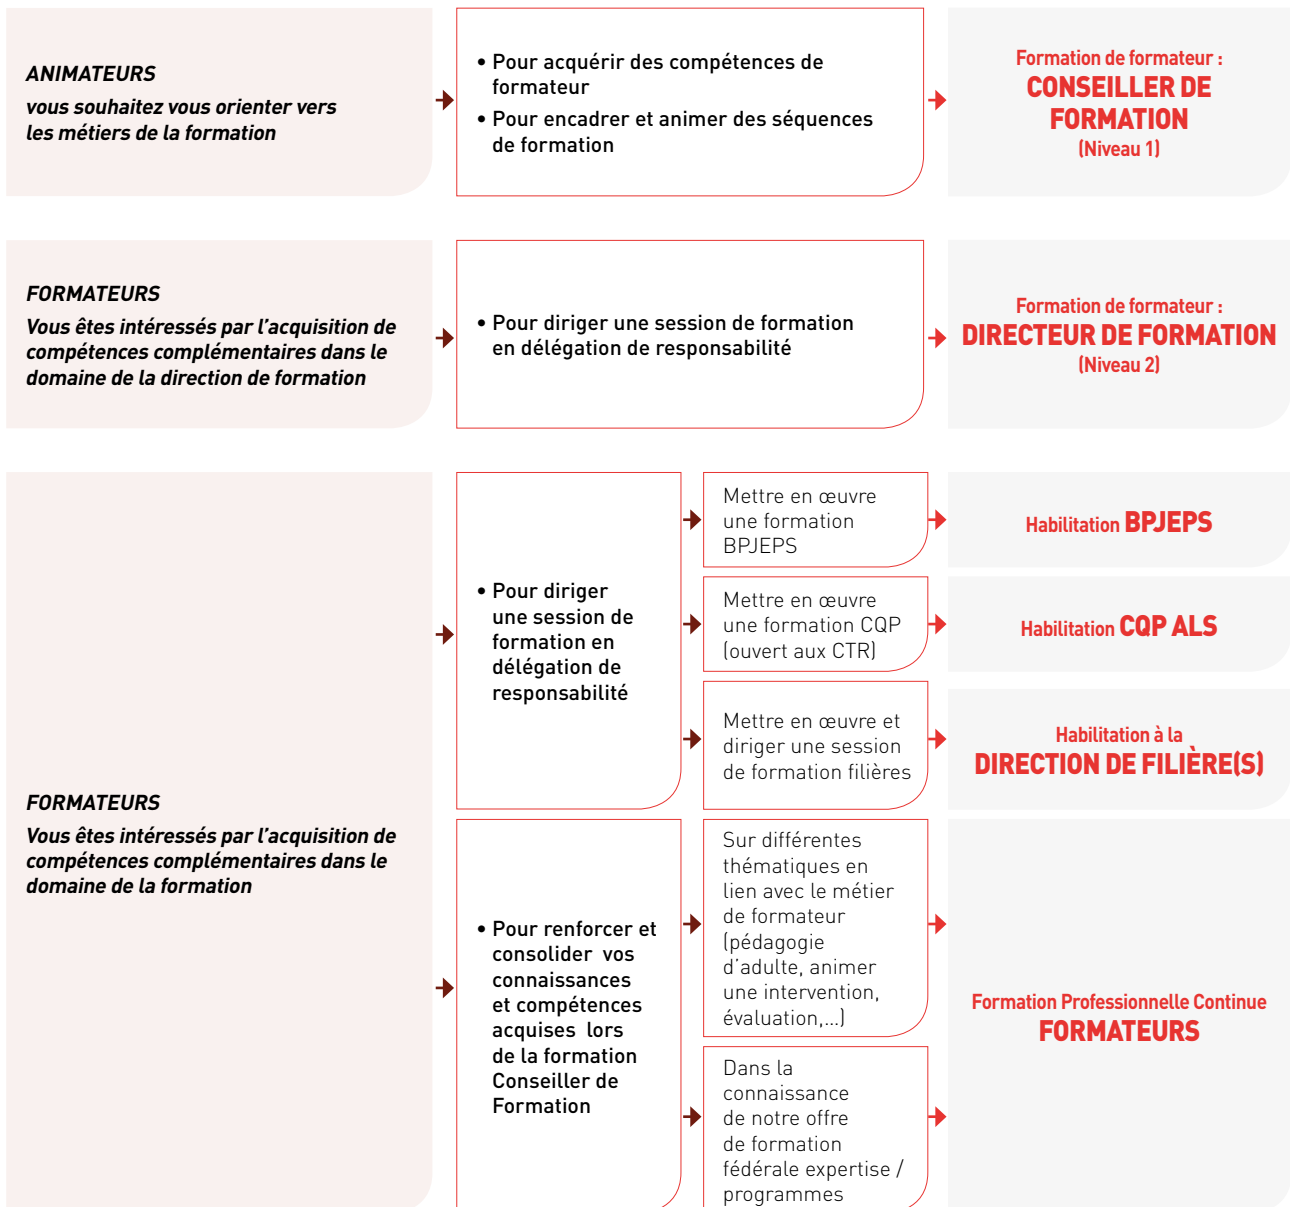 ANIMATEURS
vous souhaitez vous orienter vers
les métiers de la formation
• Pour acquérir des compétences de
formateur
• Pour encadrer et animer des séquences
de formation
Formation de formateur :
CONSEILLER DE
FORMATION
(Niveau 1)
FORMATEURS
Vous êtes intéressés par l'acquisition de
compétences complémentaires dans le
domaine de la direction de formation
• Pour diriger une session de formation
en délégation de responsabilité
Formation de formateur :
DIRECTEUR DE FORMATION
(Niveau 2)
FORMATEURS
Vous êtes intéressés par l'acquisition de
compétences complémentaires dans le
domaine de la formation
• Pour diriger
une session de
formation en
délégation de
responsabilité
Mettre en œuvre
une formation
BPJEPS
Habilitation BPJEPS
Mettre en œuvre
une formation CQP
(ouvert aux CTR)
Habilitation CQP ALS
Mettre en œuvre et
diriger une session
de formation filières
Habilitation à la
DIRECTION DE FILIÈRE(S)
• Pour renforcer et
consolider vos
connaissances
et compétences
acquises lors
de la formation
Conseiller de
Formation
Sur différentes
thématiques en
lien avec le métier
de formateur
(pédagogie
d'adulte, animer
une intervention,
évaluation,...)
Dans la
connaissance
de notre offre
de formation
fédérale expertise /
programmes
Formation Professionnelle Continue
FORMATEURS